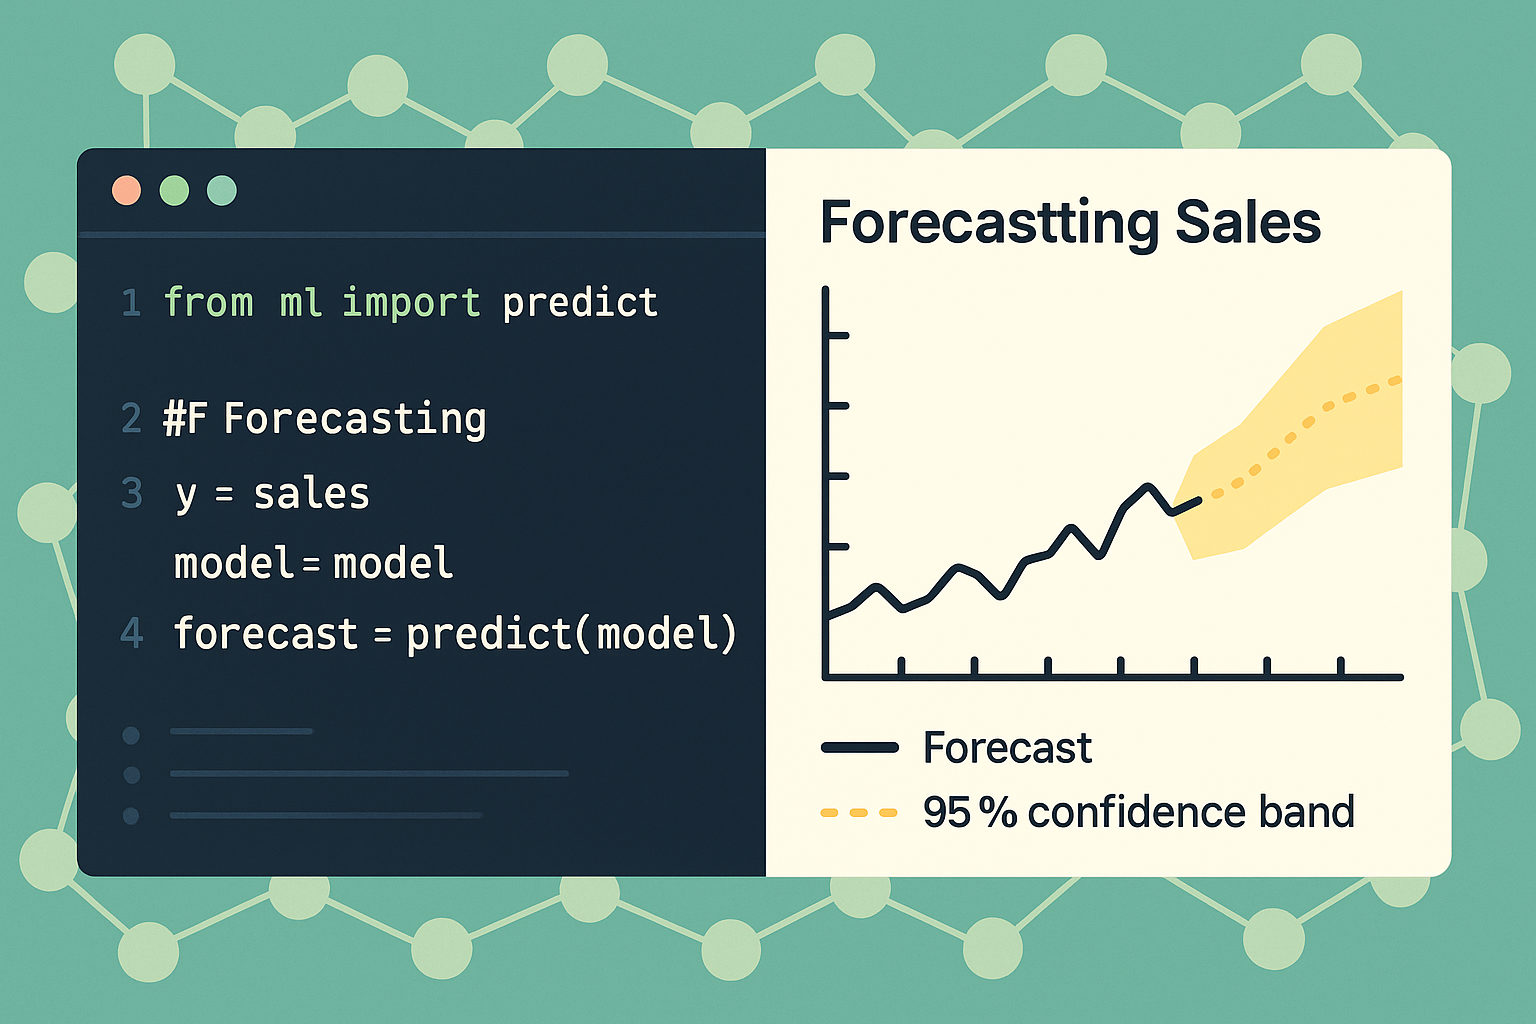 1 from ml import predict
2 #F Forecasting
3 y = sales
model = model
4 forecast = predict(model)
Forecastting Sales
Forecast
95 % confidence band